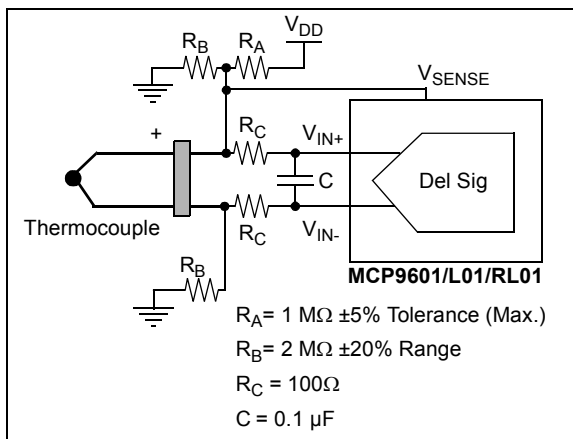 V_DD
R_B R_A
V_SENSE
+
R_C
V_IN+
C
Del Sig
Thermocouple
R_C
V_IN-
R_B
MCP9601/L01/RL01
R_A= 1 MΩ ±5% Tolerance (Max.)
R_B= 2 MΩ ±20% Range
R_C = 100Ω
C = 0.1 µF